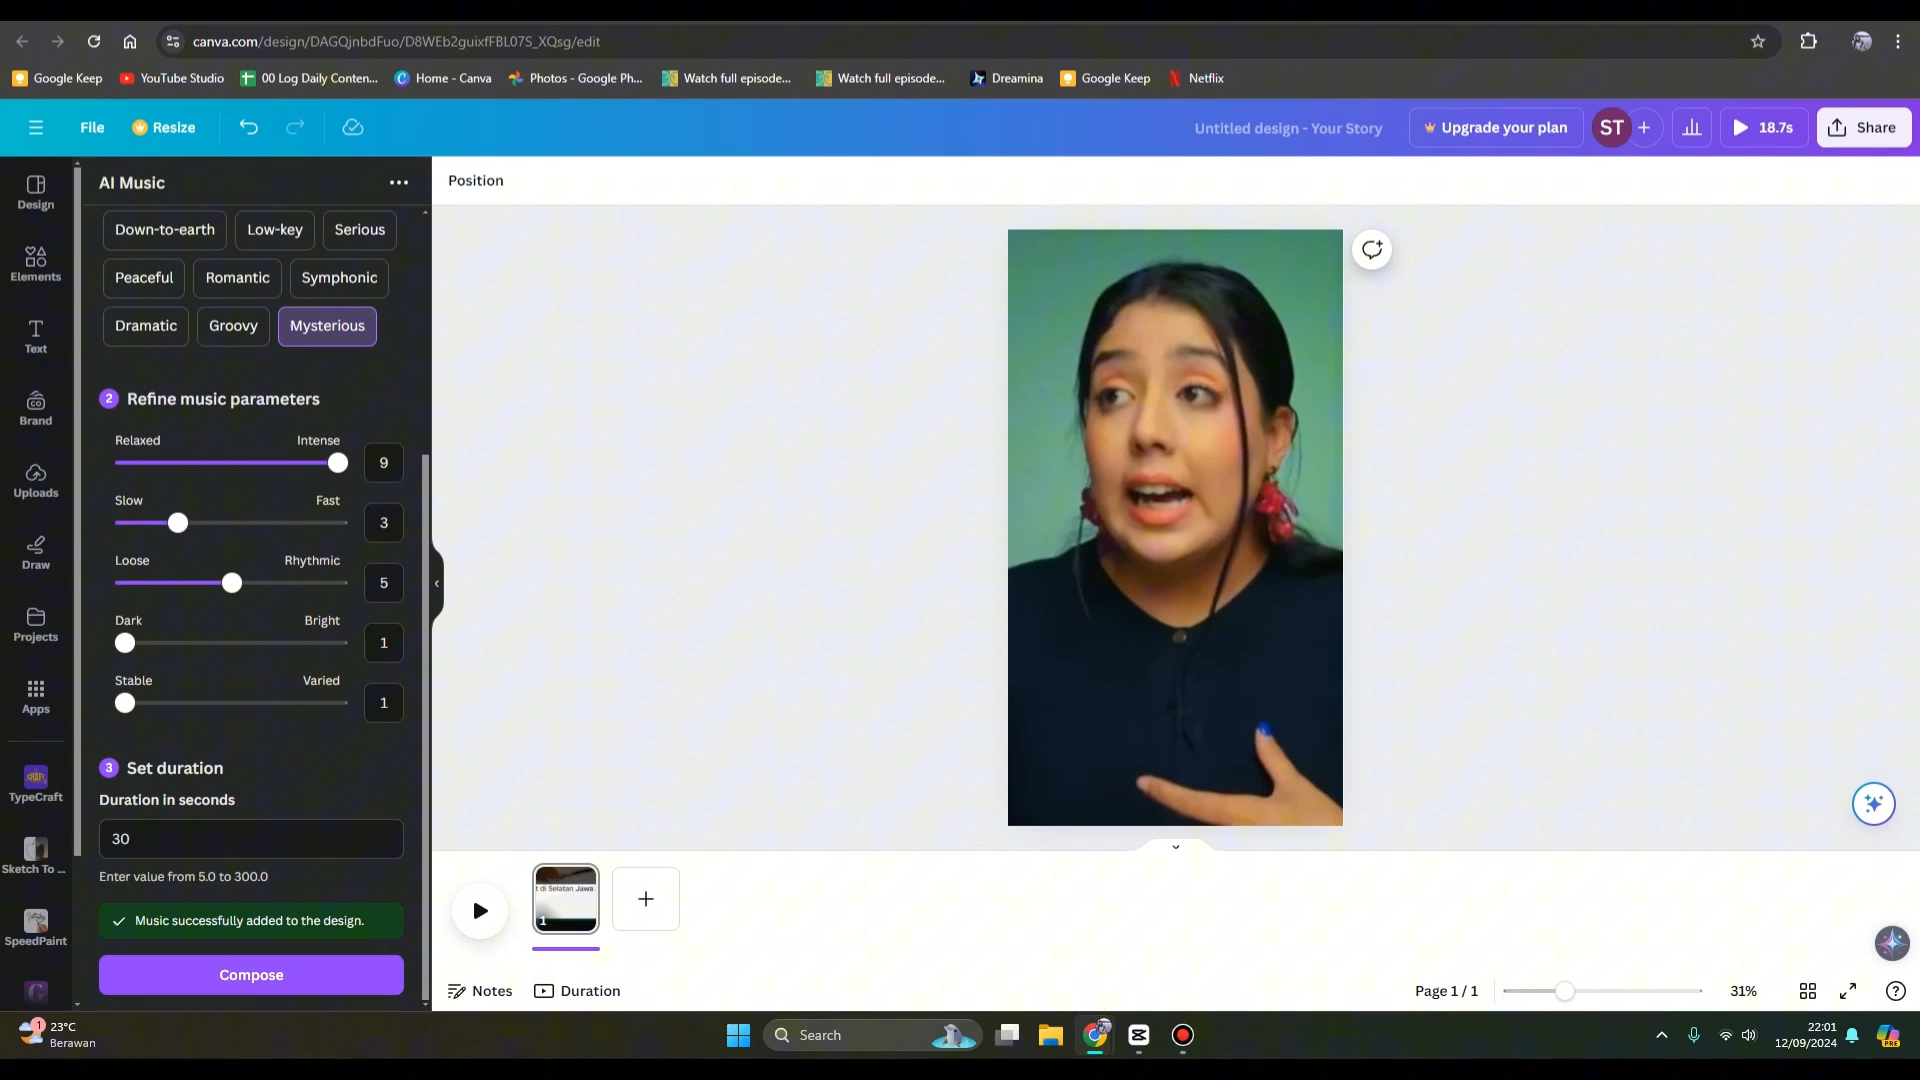 canva.com/design/DAGQjnbdFuo/D8WEb2guixfFBL07S_XQsg/edit
Google Keep
YouTube Studio
00 Log Daily Conten...
Home - Canva
Photos - Google Ph...
Watch full episode...
Watch full episode...
Dreamina
Google Keep
Netflix
File
Resize
Untitled design - Your Story
Upgrade your plan
ST
18.7s
Share
Design
Elements
Text
Brand
Uploads
Draw
Projects
Apps
TypeCraft
Sketch To ...
SpeedPaint
AI Music
Down-to-earth
Low-key
Serious
Peaceful
Romantic
Symphonic
Dramatic
Groovy
Mysterious
2 Refine music parameters
Relaxed Intense
9
Slow Fast
3
Loose Rhythmic
5
Dark Bright
1
Stable Varied
1
3 Set duration
Duration in seconds
30
Enter value from 5.0 to 300.0
Music successfully added to the design.
Compose
Position
t di Selatan Jawa
1
Notes
Duration
Page 1 / 1
31%
1
23°C
Berawan
Search
22:01
12/09/2024
PRE